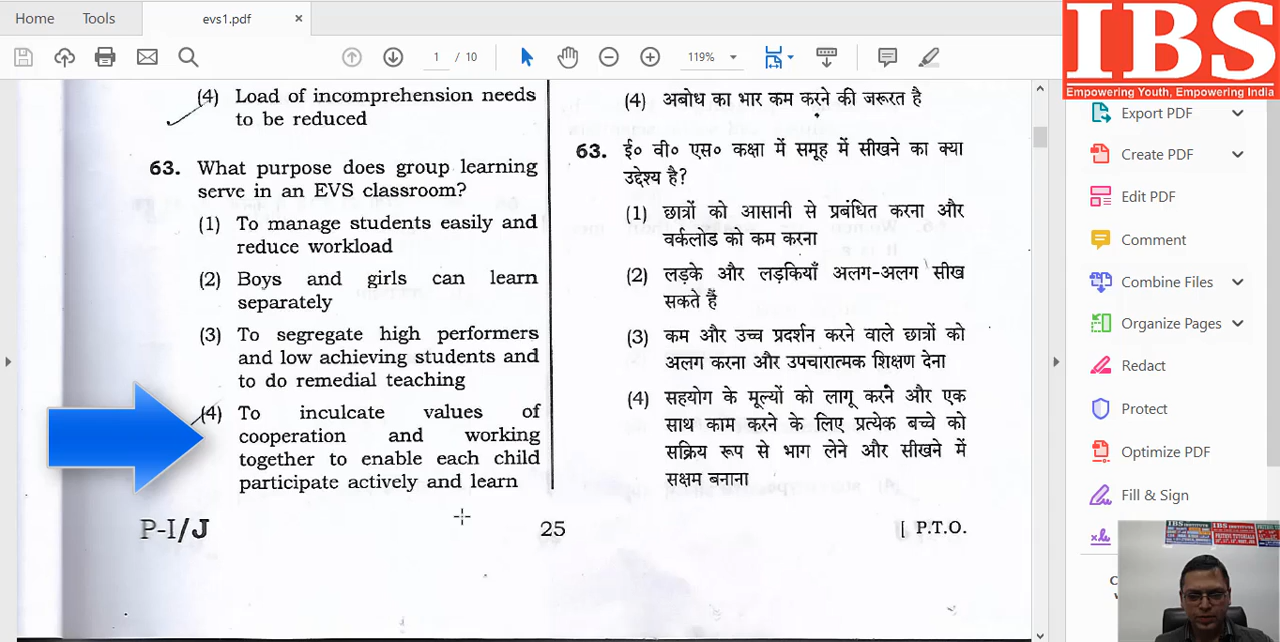 Home
Tools
evs1.pdf
×
1 / 10
119%
IBS
Empowering Youth, Empowering India
(4) Load of incomprehension needs
to be reduced
63. What purpose does group learning
serve in an EVS classroom?
(1) To manage students easily and
reduce workload
(2) Boys and girls can learn
separately
(3) To segregate high performers
and low achieving students and
to do remedial teaching
(4) To inculcate values of
cooperation and working
together to enable each child
participate actively and learn
P-I/J
25
(4) अबोध का भार कम करने की जरूरत है
63. ई० वी० एस० कक्षा में समूह में सीखने का क्या
उद्देश्य है?
(1) छात्रों को आसानी से प्रबंधित करना और
वर्कलोड को कम करना
(2) लड़के और लड़कियाँ अलग-अलग सीख
सकते हैं
(3) कम और उच्च प्रदर्शन करने वाले छात्रों को
अलग करना और उपचारात्मक शिक्षण देना
(4) सहयोग के मूल्यों को लागू करने और एक
साथ काम करने के लिए प्रत्येक बच्चे को
सक्रिय रूप से भाग लेने और सीखने में
सक्षम बनाना
[ P.T.O.
Export PDF
Create PDF
Edit PDF
Comment
Combine Files
Organize Pages
Redact
Protect
Optimize PDF
Fill & Sign